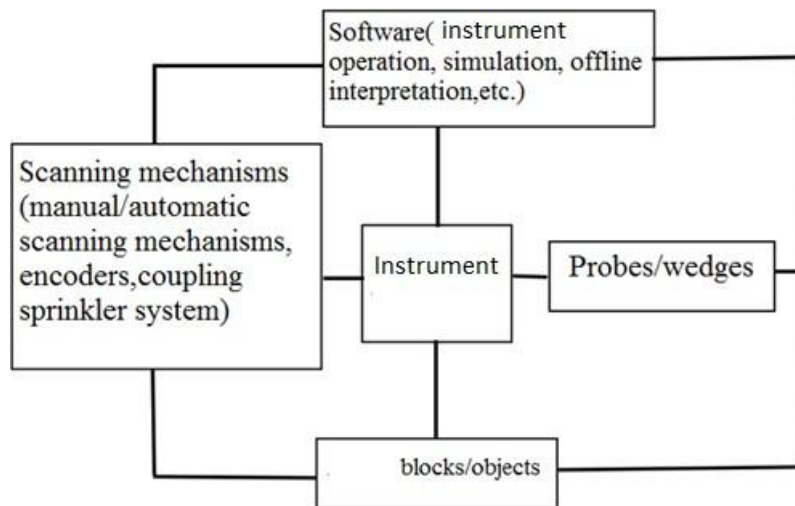 Software( instrument
operation, simulation, offline
interpretation,etc.)
Scanning mechanisms
(manual/automatic
scanning mechanisms,
encoders,coupling
sprinkler system)
Instrument
Probes/wedges
blocks/objects